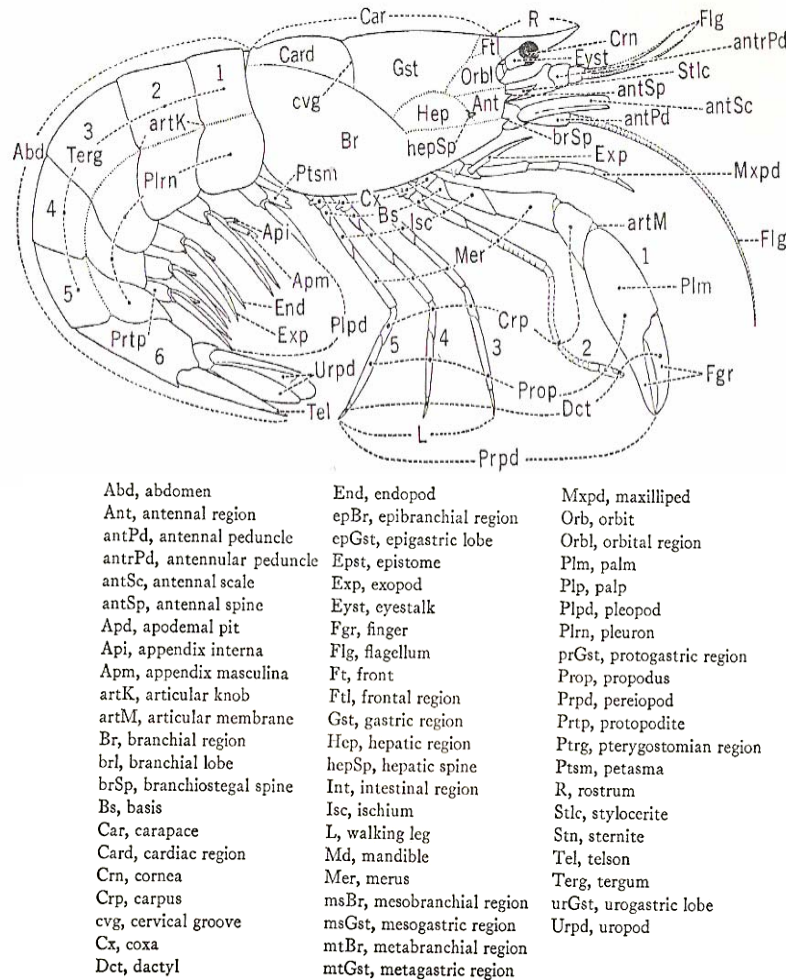 Car
R
Flg
Card
Gst
Ftl
Crn
antrPd
Eyst
Orbl
Stlc
1
2
cvg
Ant
antSp
antSc
3
artK
Hep
antPd
Abd
Terg
Br
hepSp
brSp
Exp
Plrn
Ptsm
Mxpd
Cx
4
Bs
Isc
artM
Api
1
Flg
Mer
Apm
5
Plm
End
Prtp
Exp
Plpd
Crp
6
5
4
3
2
Urpd
Prop
Fgr
Tel
Dct
L
Prpd
Abd, abdomen
Ant, antennal region
antPd, antennal peduncle
antrPd, antennular peduncle
antSc, antennal scale
antSp, antennal spine
Apd, apodemal pit
Api, appendix interna
Apm, appendix masculina
artK, articular knob
artM, articular membrane
Br, branchial region
brl, branchial lobe
brSp, branchiostegal spine
Bs, basis
Car, carapace
Card, cardiac region
Crn, cornea
Crp, carpus
cvg, cervical groove
Cx, coxa
Dct, dactyl
End, endopod
epBr, epibranchial region
epGst, epigastric lobe
Epst, epistome
Exp, exopod
Eyst, eyestalk
Fgr, finger
Flg, flagellum
Ft, front
Ftl, frontal region
Gst, gastric region
Hep, hepatic region
hepSp, hepatic spine
Int, intestinal region
Isc, ischium
L, walking leg
Md, mandible
Mer, merus
msBr, mesobranchial region
msGst, mesogastric region
mtBr, metabranchial region
mtGst, metagastric region
Mxpd, maxilliped
Orb, orbit
Orbl, orbital region
Plm, palm
Plp, palp
Plpd, pleopod
Plrn, pleuron
prGst, protogastric region
Prop, propodus
Prpd, pereiopod
Prtp, protopodite
Ptrg, pterygostomian region
Ptsm, petasma
R, rostrum
Stlc, stylocerite
Stn, sternite
Tel, telson
Terg, tergum
urGst, urogastric lobe
Urpd, uropod